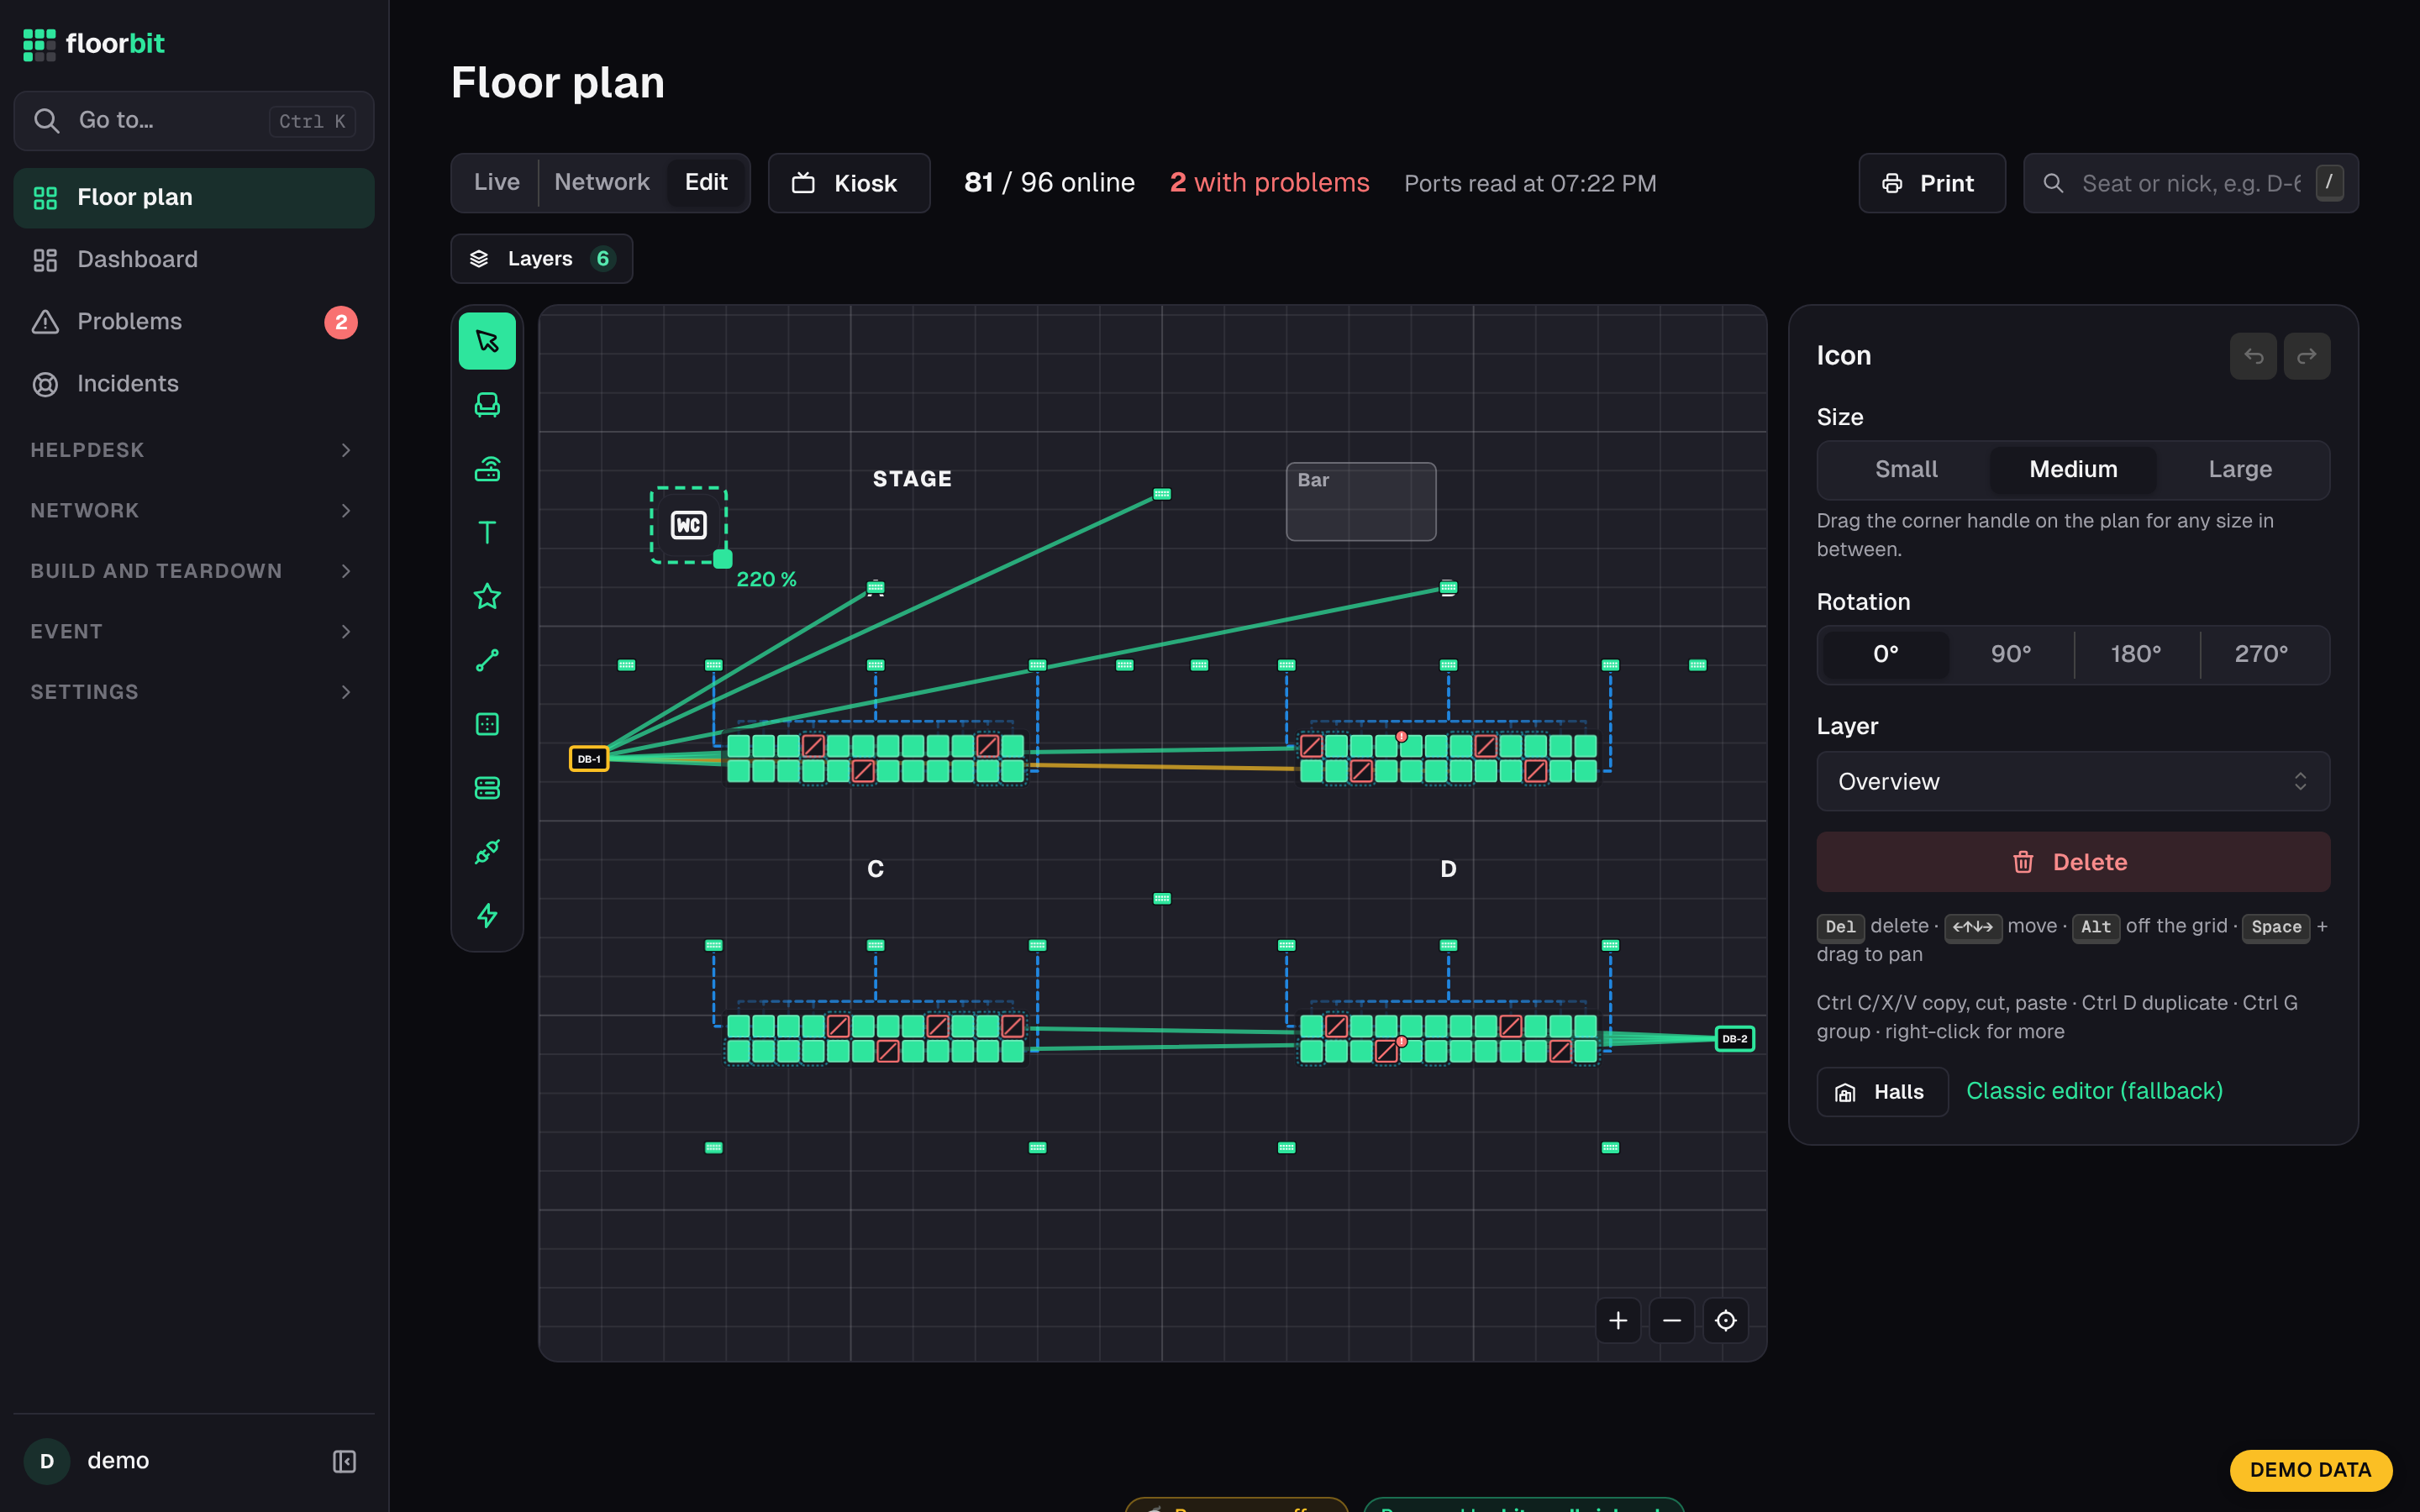 floorbit
Go to...
Ctrl K
Floor plan
Dashboard
Problems
2
Incidents
HELPDESK
NETWORK
BUILD AND TEARDOWN
EVENT
SETTINGS
D
demo
Floor plan
Live
Network
Edit
Kiosk
81 / 96 online
2 with problems
Ports read at 07:22 PM
Print
Seat or nick, e.g. D-6
/
Layers
6
STAGE
Bar
WC
220 %
DB-1
C
D
DB-2
Icon
Size
Small
Medium
Large
Drag the corner handle on the plan for any size in
between.
Rotation
0°
90°
180°
270°
Layer
Overview
Delete
Del delete · ←↑↓→ move · Alt off the grid · Space +
drag to pan
Ctrl C/X/V copy, cut, paste · Ctrl D duplicate · Ctrl G
group · right-click for more
Halls
Classic editor (fallback)
DEMO DATA